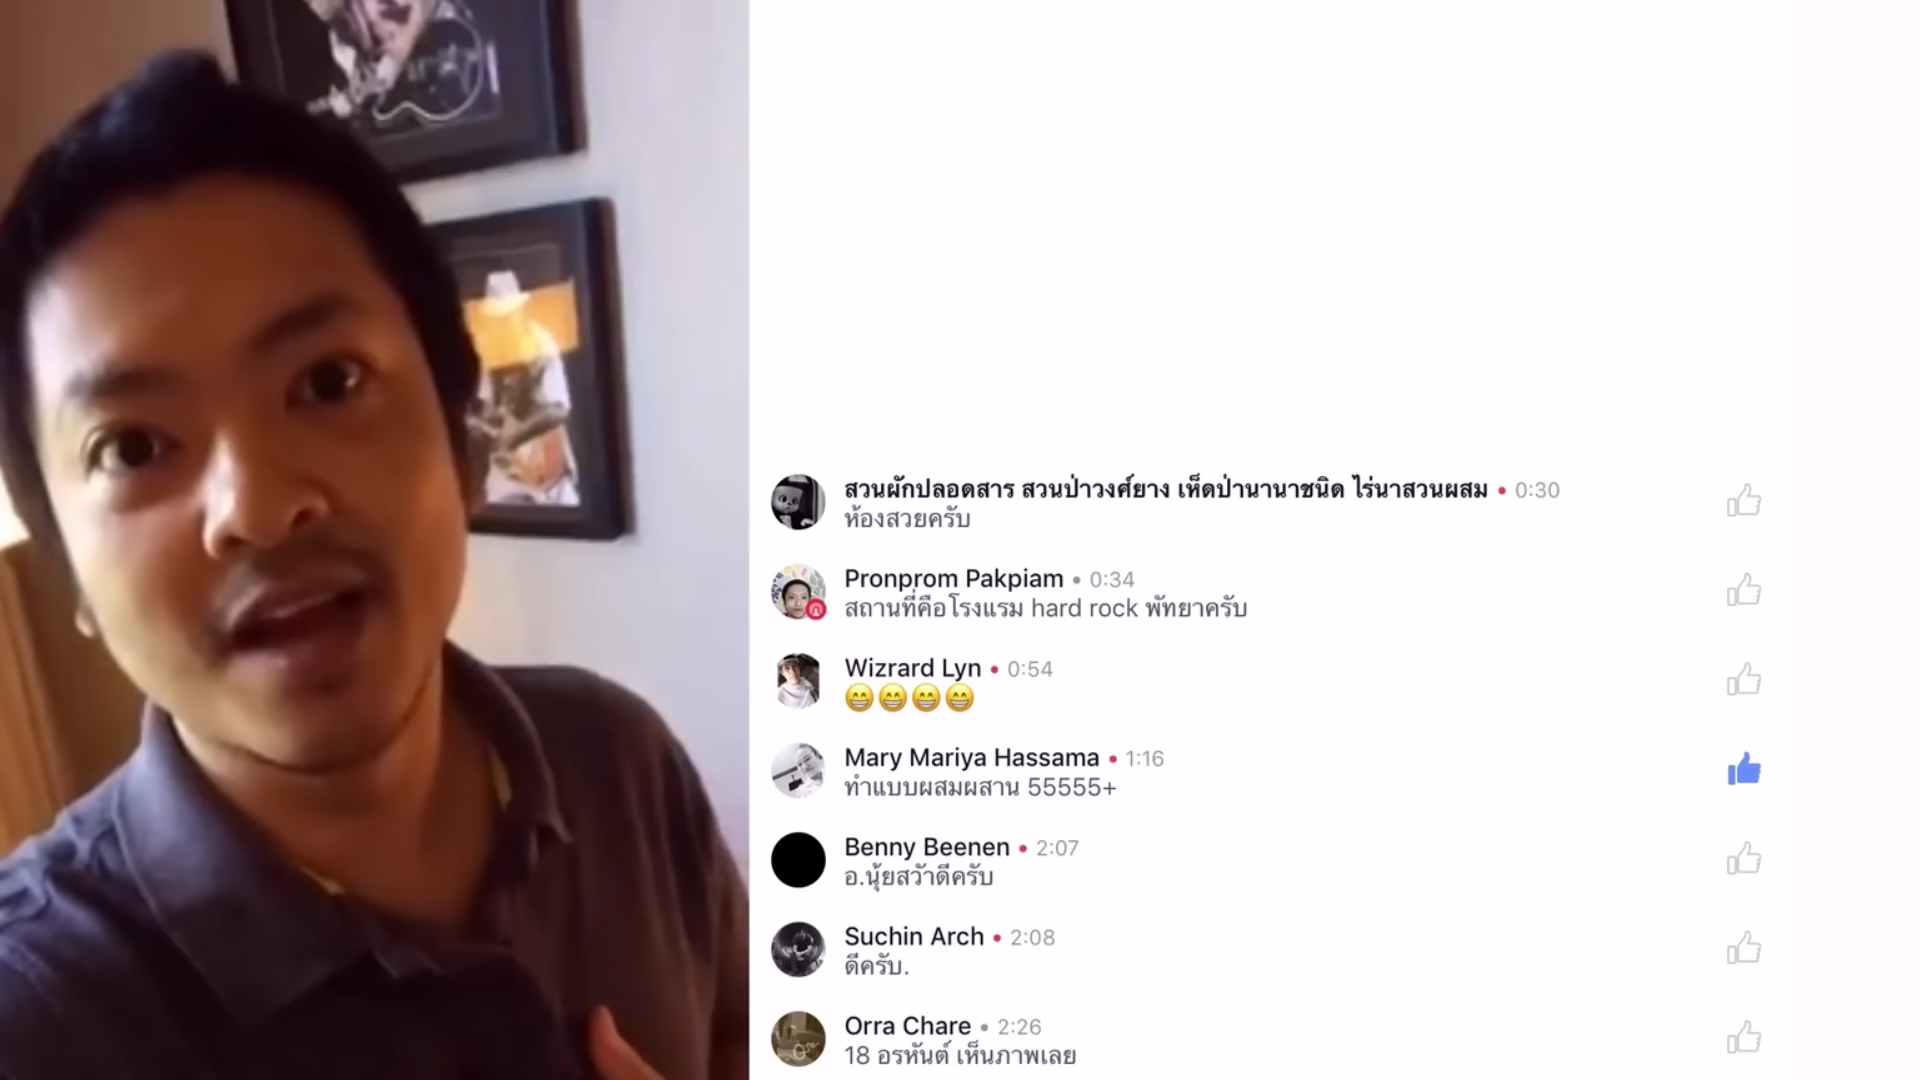 สวนผักปลอดสาร สวนป่าวงศ์ยาง เห็ดป่านานาชนิด ไร่นาสวนผสม • 0:30
ห้องสวยครับ
Pronprom Pakpiam • 0:34
สถานที่คือโรงแรม hard rock พัทยาครับ
Wizrard Lyn • 0:54
😁😁😁😁
Mary Mariya Hassama • 1:16
ทำแบบผสมผสาน 55555+
Benny Beenen • 2:07
อ.นุ้ยสว้าดีครับ
Suchin Arch • 2:08
ดีครับ.
Orra Chare • 2:26
18 อรหันต์ เห็นภาพเลย